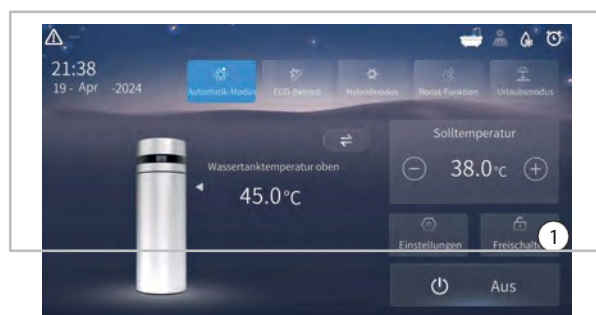 21:38
19 - Apr -2024
Automatik-Modus
ECO-Betrieb
Hybridmodus
Boost-Funktion
Urlaubsmodus
Solltemperatur
38.0°C
Wassertanktemperatur oben
45.0°C
Einstellungen
Freischalten
1
Aus